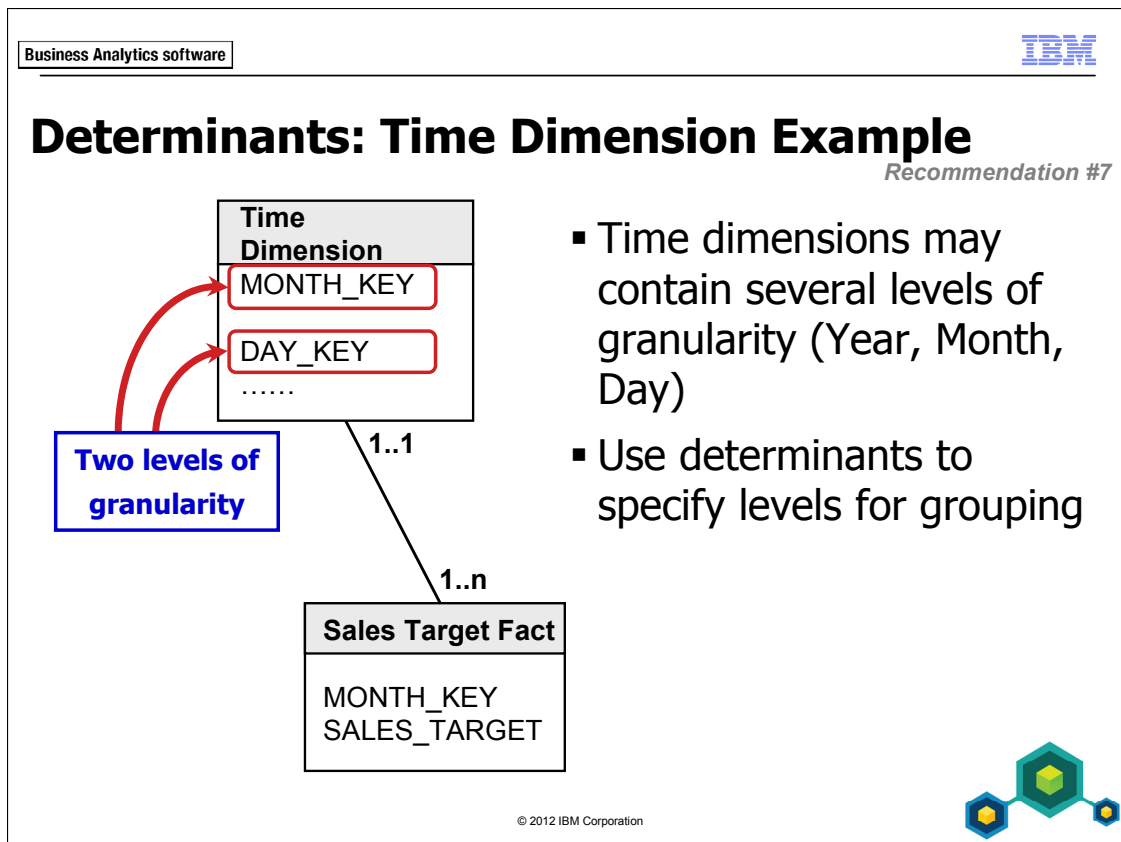 Business Analytics software
IBM
Determinants: Time Dimension Example
Recommendation #7
Time
Dimension
MONTH_KEY
DAY_KEY
……
Two levels of
granularity
1..1
1..n
Sales Target Fact
MONTH_KEY
SALES_TARGET
▪ Time dimensions may
contain several levels of
granularity (Year, Month,
Day)
▪ Use determinants to
specify levels for grouping
© 2012 IBM Corporation